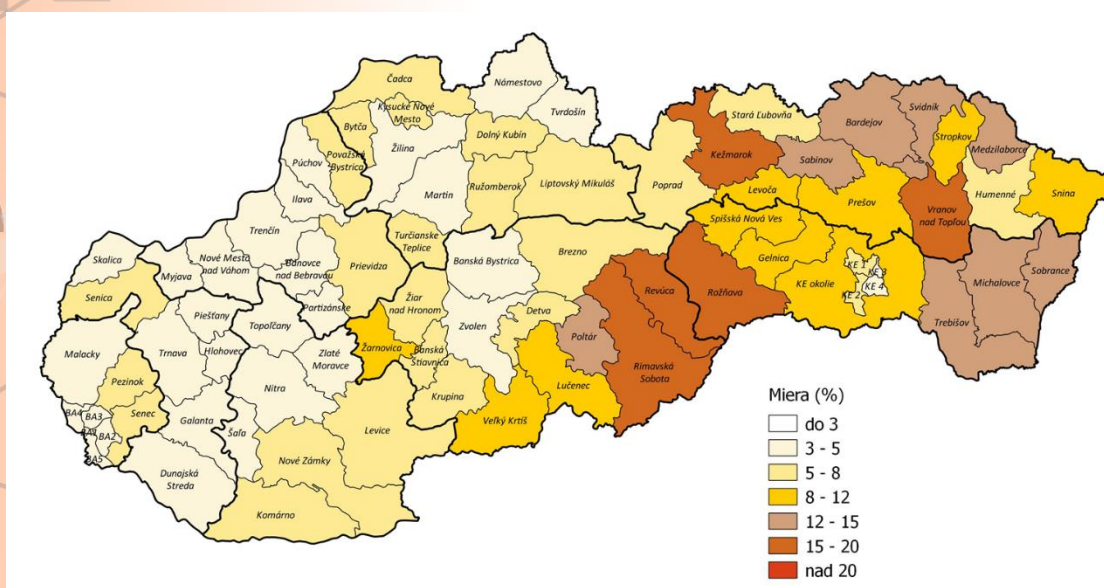 Čadca
Námestovo
Tvrdošín
Kysucké Nové
Mesto
Bytča
Dolný Kubín
Žilina
Považská
Bystrica
Púchov
Ilava
Martin
Ružomberok
Liptovský Mikuláš
Poprad
Kežmarok
Stará Ľubovňa
Bardejov
Svidník
Stropkov
Medzilaborce
Sabinov
Levoča
Prešov
Vranov
nad Topľou
Humenné
Snina
Spišská Nová Ves
Gelnica
KE okolie
KE 1
KE 3
KE 4
KE 2
Michalovce
Sobrance
Trebišov
Rožňava
Revúca
Rimavská
Sobota
Poltár
Lučenec
Veľký Krtíš
Detva
Brezno
Banská Bystrica
Zvolen
Krupina
Turčianske
Teplice
Žiar
nad Hronom
Banská
Štiavnica
Žarnovica
Prievidza
Trenčín
Bánovce
nad Bebravou
Partizánske
Nové Mesto
nad Váhom
Myjava
Skalica
Senica
Piešťany
Topoľčany
Zlaté
Moravce
Hlohovec
Trnava
Malacky
Nitra
Pezinok
Senec
Galanta
Šaľa
Levice
Nové Zámky
Komárno
Dunajská
Streda
BA4
BA3
BA1
BA2
BA5
Miera (%)
do 3
3 - 5
5 - 8
8 - 12
12 - 15
15 - 20
nad 20